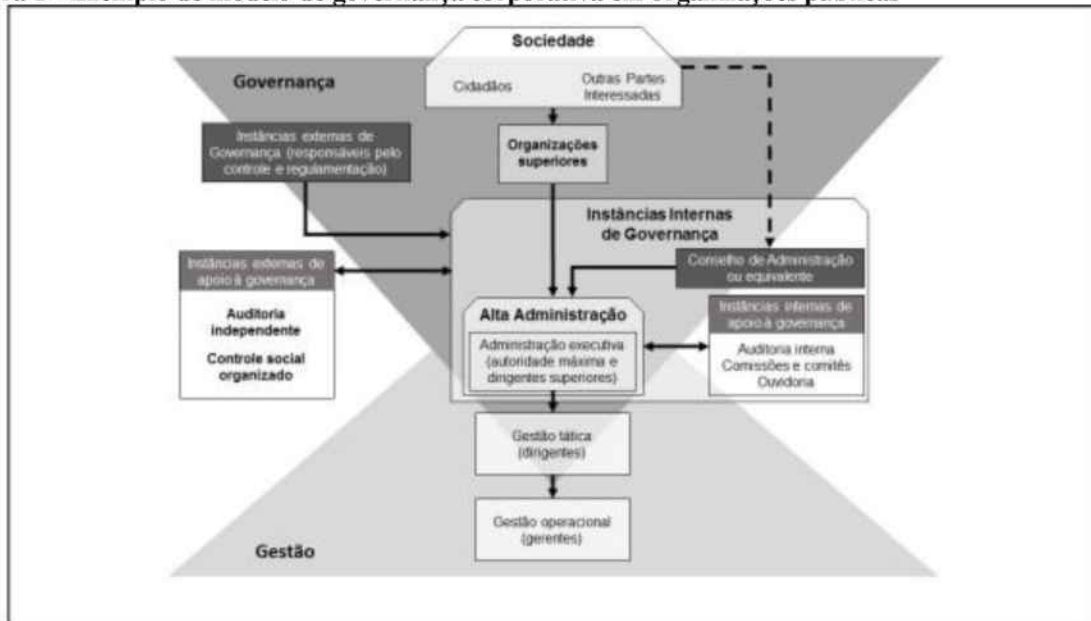 Sociedade
Governança
Cidadãos
Outras Partes
Interessadas
Instâncias externas de
Governança (responsáveis pelo
controle e regulamentação)
Organizações
superiores
Instâncias Internas
de Governança
Instâncias externas de
apoio à governança
Auditoria
independente
Controle social
organizado
Conselho de Administração
ou equivalente
Alta Administração
Administração executiva
(autoridade máxima e
dirigentes superiores)
Instâncias internas de
apoio à governança
Auditoria interna
Comissões e comitês
Ouvidoria
Gestão tática
(dirigentes)
Gestão operacional
(gerentes)
Gestão